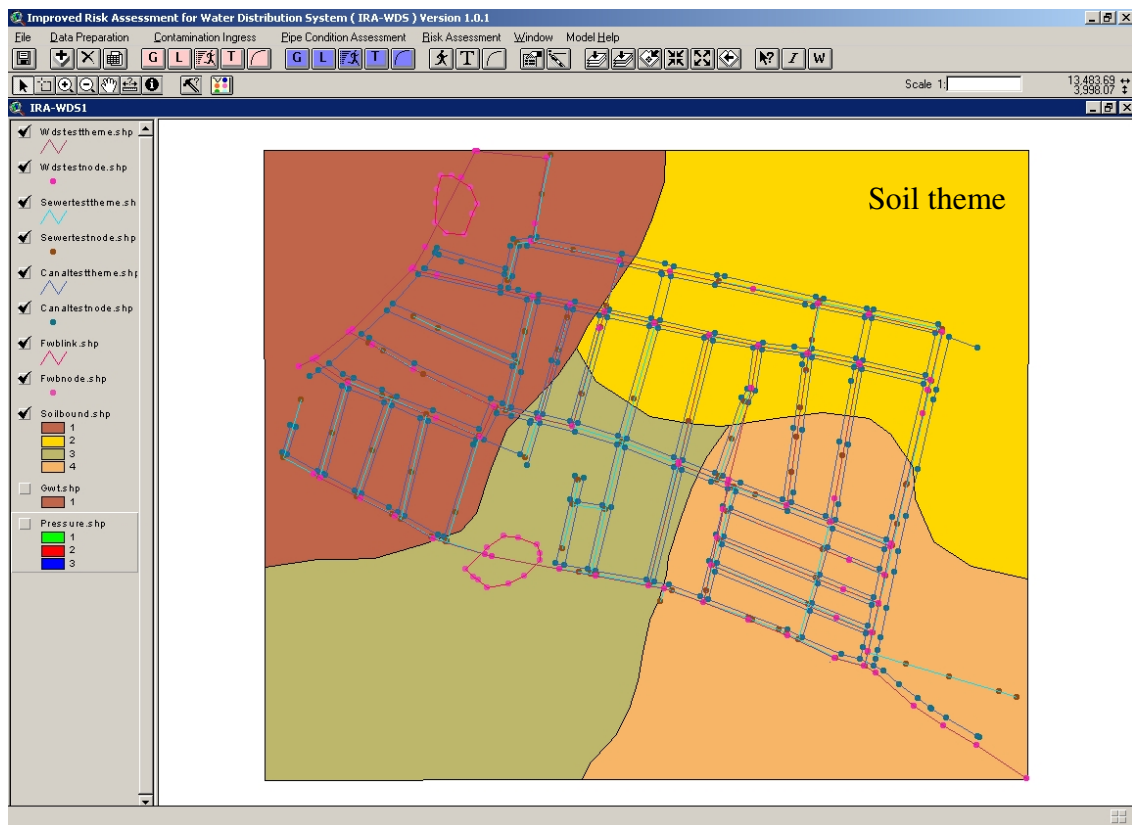 Improved Risk Assessment for Water Distribution System ( IRA-WDS ) Version 1.0.1
File Data Preparation Contamination Ingress Pipe Condition Assessment Risk Assessment Window Model Help
G L T G L T T I W
Scale 1: 13,483.69
3,998.07
IRA-WDS1
Wdstesttheme.shp
Wdstestnode.shp
Sewertesttheme.sh
Sewertestnode.shp
Canaltesttheme.shp
Canaltestnode.shp
Fwblink.shp
Fwbnode.shp
Soilbound.shp
1
2
3
4
Gwt.shp
1
Pressure.shp
1
2
3
Soil theme